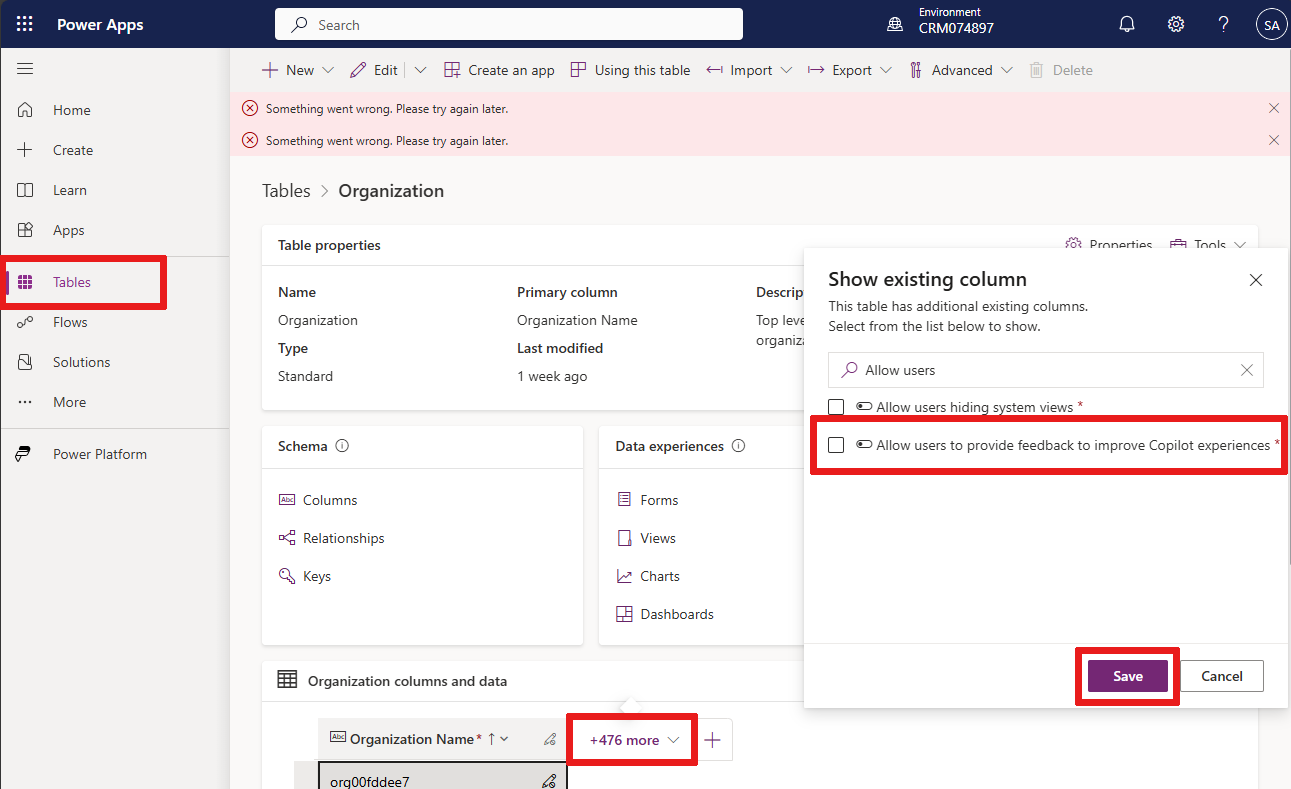 Power Apps
Search
Environment
CRM074897
SA
New
Edit
Create an app
Using this table
Import
Export
Advanced
Delete
Something went wrong. Please try again later.
Something went wrong. Please try again later.
Home
Create
Learn
Apps
Tables
Flows
Solutions
More
Power Platform
Tables > Organization
Table properties
Properties
Tools
Name
Organization
Type
Standard
Primary column
Organization Name
Last modified
1 week ago
Descrip
Top leve
organiza
Schema
Columns
Relationships
Keys
Data experiences
Forms
Views
Charts
Dashboards
Organization columns and data
Abc Organization Name*
+476 more
org00fddee7
Show existing column
This table has additional existing columns.
Select from the list below to show.
Allow users
Allow users hiding system views *
Allow users to provide feedback to improve Copilot experiences *
Save
Cancel